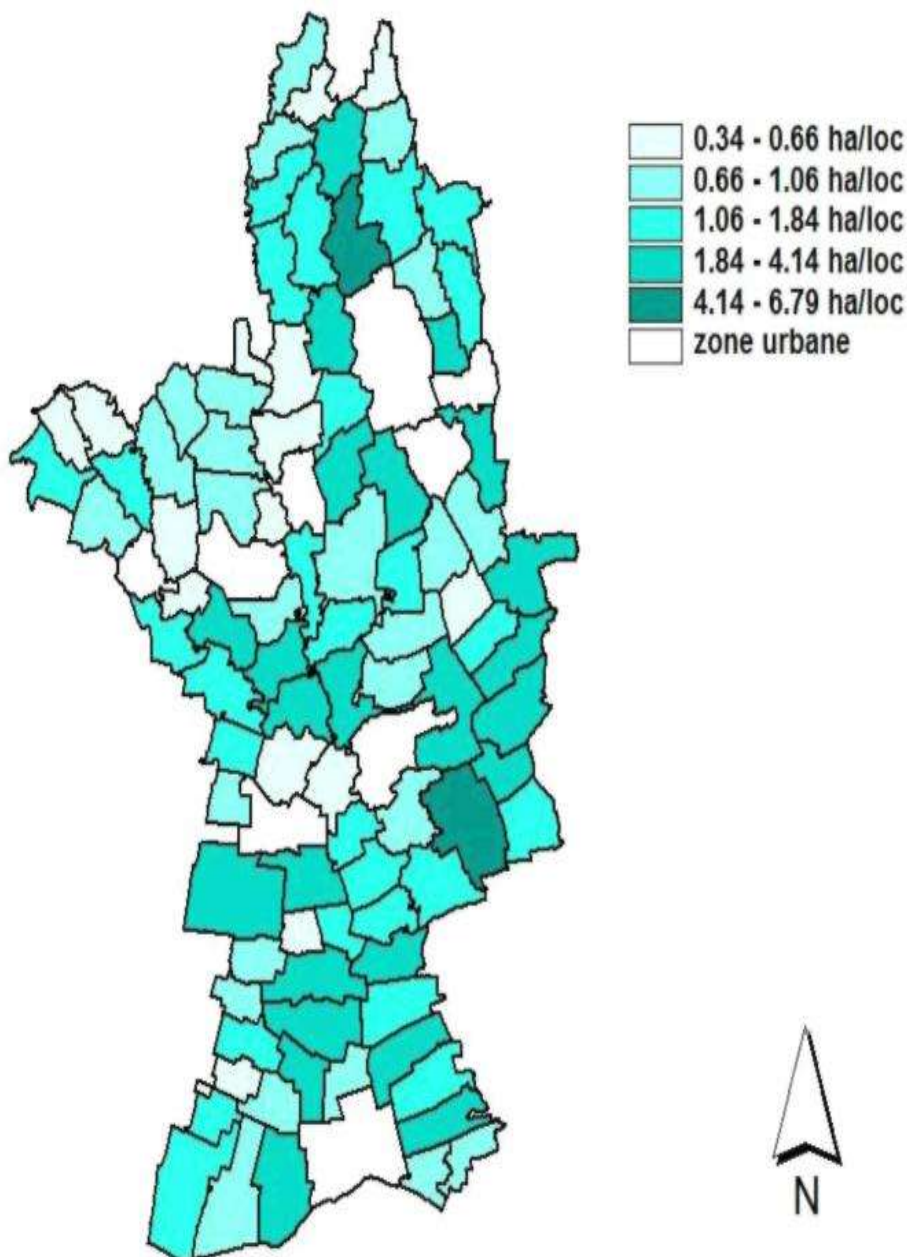 0.34 - 0.66 ha/loc
0.66 - 1.06 ha/loc
1.06 - 1.84 ha/loc
1.84 - 4.14 ha/loc
4.14 - 6.79 ha/loc
zone urbane
N